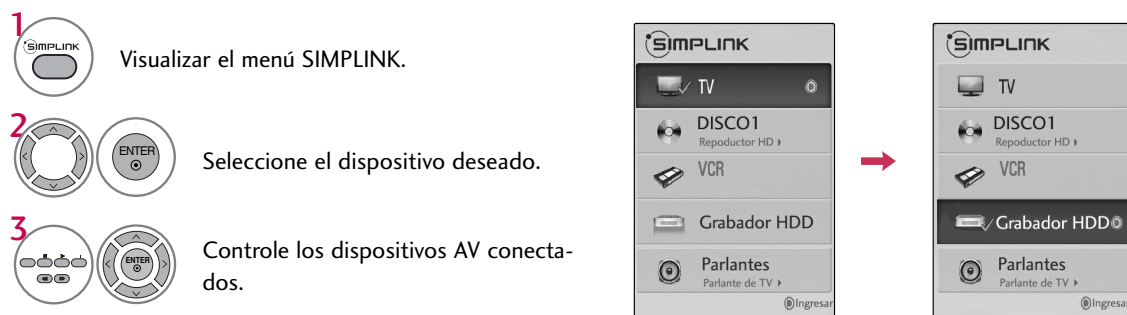 1
SIMPLINK
Visualizar el menú SIMPLINK.
2
ENTER
Seleccione el dispositivo deseado.
3
ENTER
Controle los dispositivos AV conecta-
dos.
SIMPLINK
TV
DISCO1
Repoductor HD
VCR
Grabador HDD
Parlantes
Parlante de TV
Ingresar
SIMPLINK
TV
DISCO1
Repoductor HD
VCR
Grabador HDD
Parlantes
Parlante de TV
Ingresar